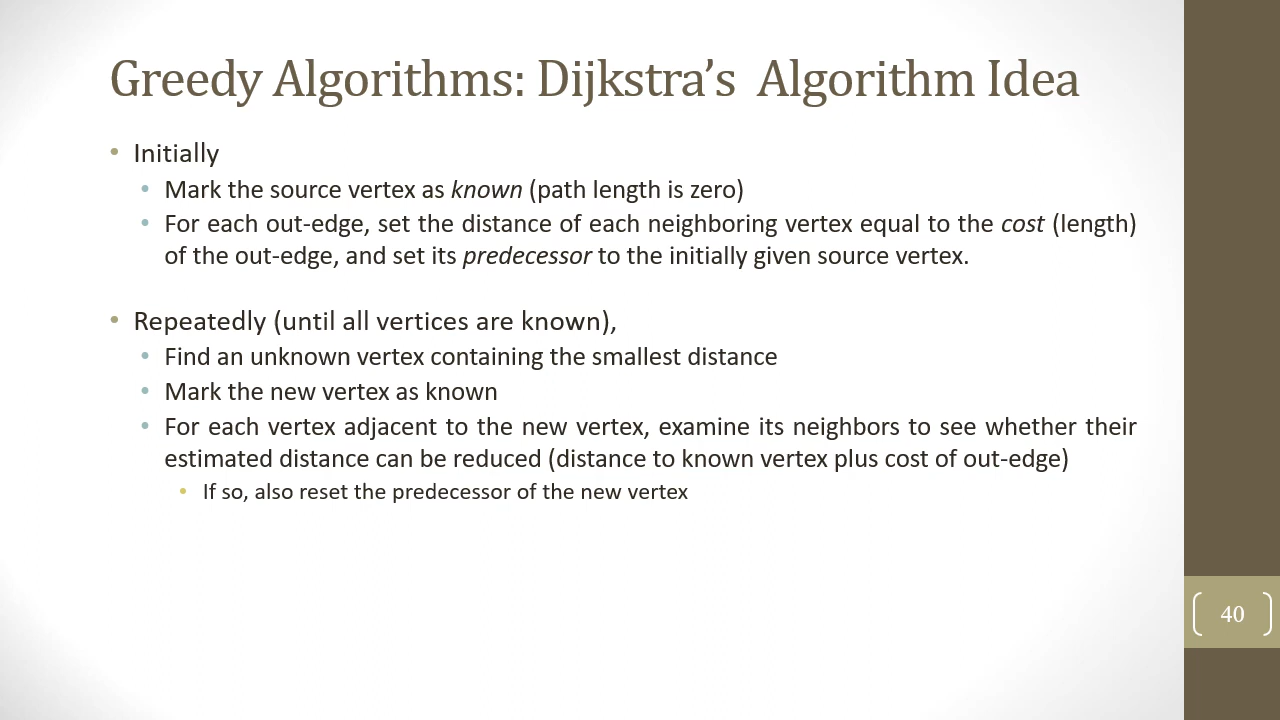 Greedy Algorithms: Dijkstra’s  Algorithm Idea
• Initially
• Mark the source vertex as known (path length is zero)
• For each out-edge, set the distance of each neighboring vertex equal to the cost (length)
of the out-edge, and set its predecessor to the initially given source vertex.
• Repeatedly (until all vertices are known),
• Find an unknown vertex containing the smallest distance
• Mark the new vertex as known
• For each vertex adjacent to the new vertex, examine its neighbors to see whether their
estimated distance can be reduced (distance to known vertex plus cost of out-edge)
• If so, also reset the predecessor of the new vertex
40